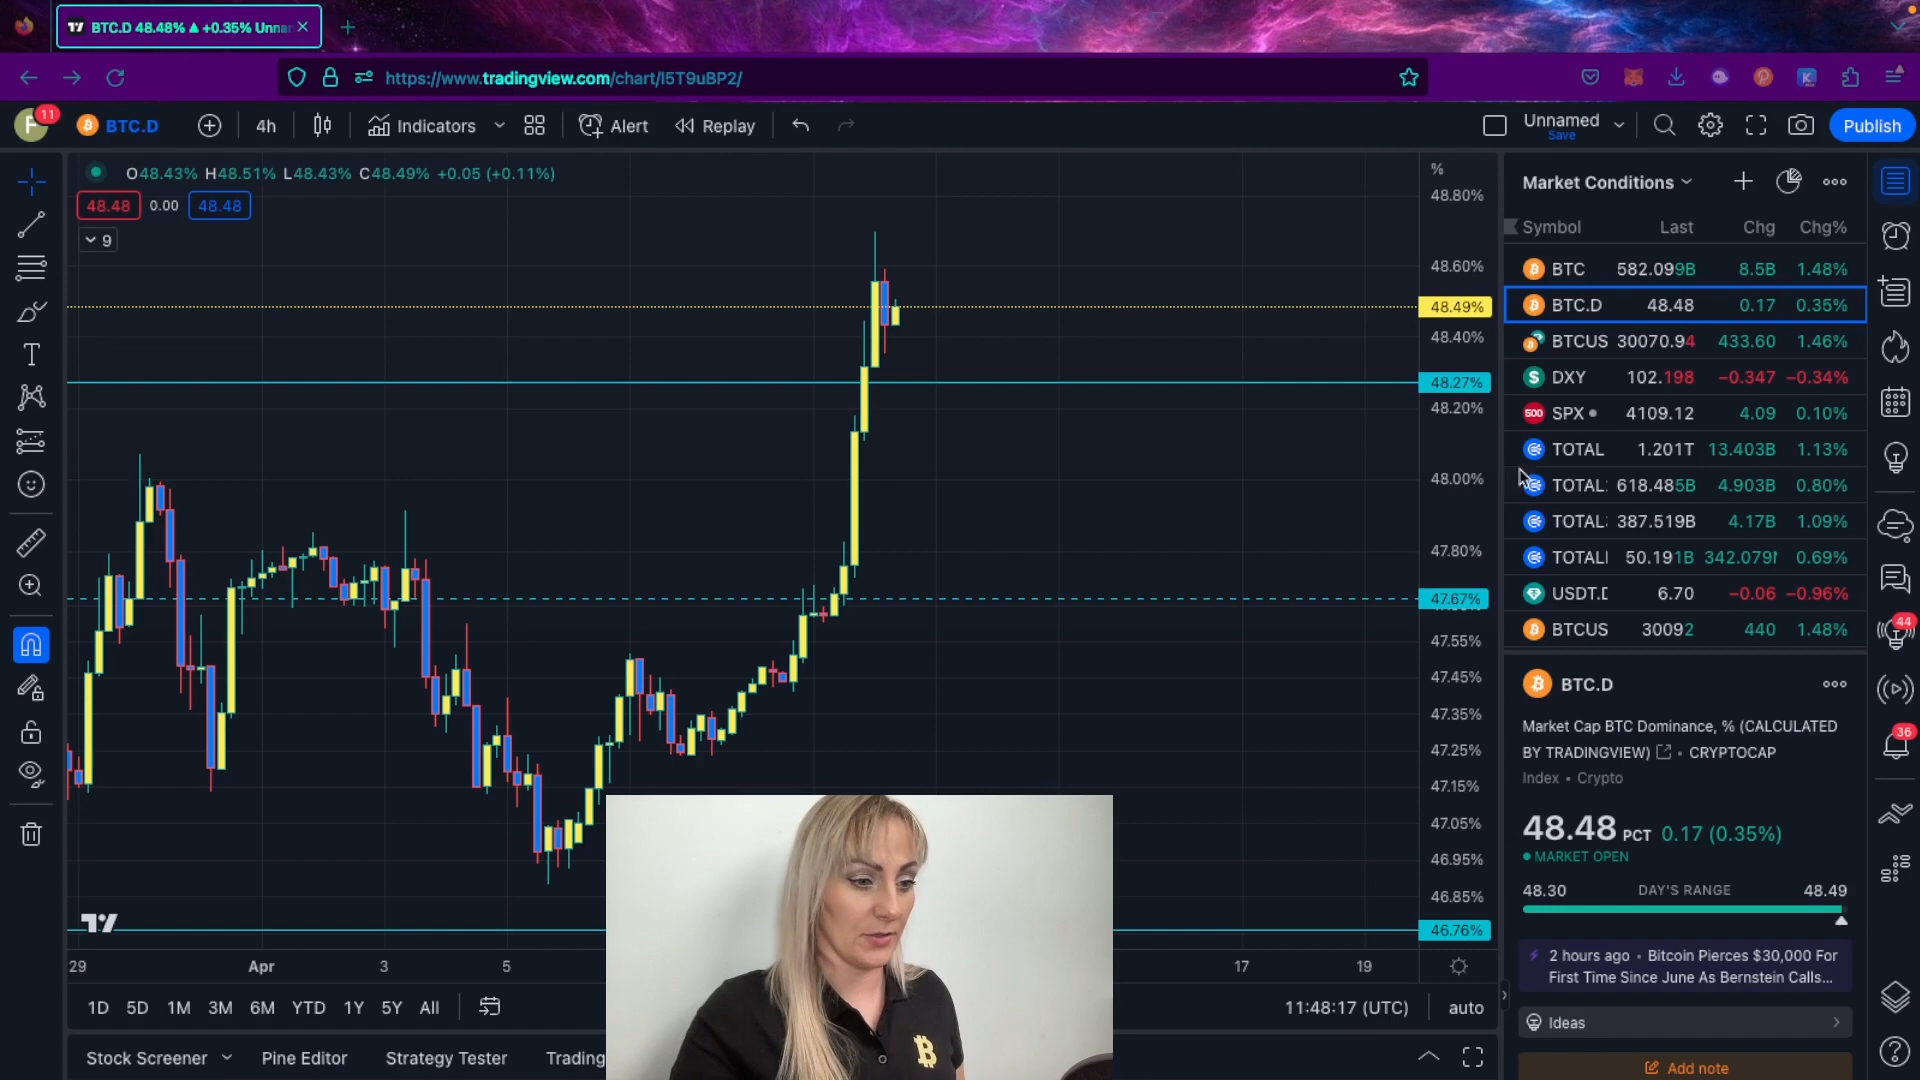 BTC.D 48.48% ▲ +0.35% Unna
https://www.tradingview.com/chart/I5T9uBP2/
11
BTC.D 4h Indicators Alert Replay Unnamed Save Publish
O48.43% H48.51% L48.43% C48.49% +0.05 (+0.11%)
48.48 0.00 48.48
9
%
48.80%
48.60%
48.49%
48.40%
48.27%
48.20%
48.00%
47.80%
47.67%
47.55%
47.45%
47.35%
47.25%
47.15%
47.05%
46.95%
46.85%
46.76%
29 Apr 3 5 17 19
1D 5D 1M 3M 6M YTD 1Y 5Y All 11:48:17 (UTC) auto
Stock Screener Pine Editor Strategy Tester Trading
Market Conditions
Symbol Last Chg Chg%
BTC 582.099B 8.5B 1.48%
BTC.D 48.48 0.17 0.35%
BTCUS 30070.94 433.60 1.46%
DXY 102.198 −0.347 −0.34%
500 SPX 4109.12 4.09 0.10%
TOTAL 1.201T 13.403B 1.13%
TOTAL 618.485B 4.903B 0.80%
TOTAL 387.519B 4.17B 1.09%
TOTAL 50.191B 342.079 0.69%
USDT.D 6.70 −0.06 −0.96%
BTCUS 30092 440 1.48%
BTC.D
Market Cap BTC Dominance, % (CALCULATED
BY TRADINGVIEW) • CRYPTOCAP
Index • Crypto
48.48 PCT 0.17 (0.35%)
MARKET OPEN
48.30 DAY'S RANGE 48.49
2 hours ago • Bitcoin Pierces $30,000 For
First Time Since June As Bernstein Calls...
Ideas
Add note
44
36